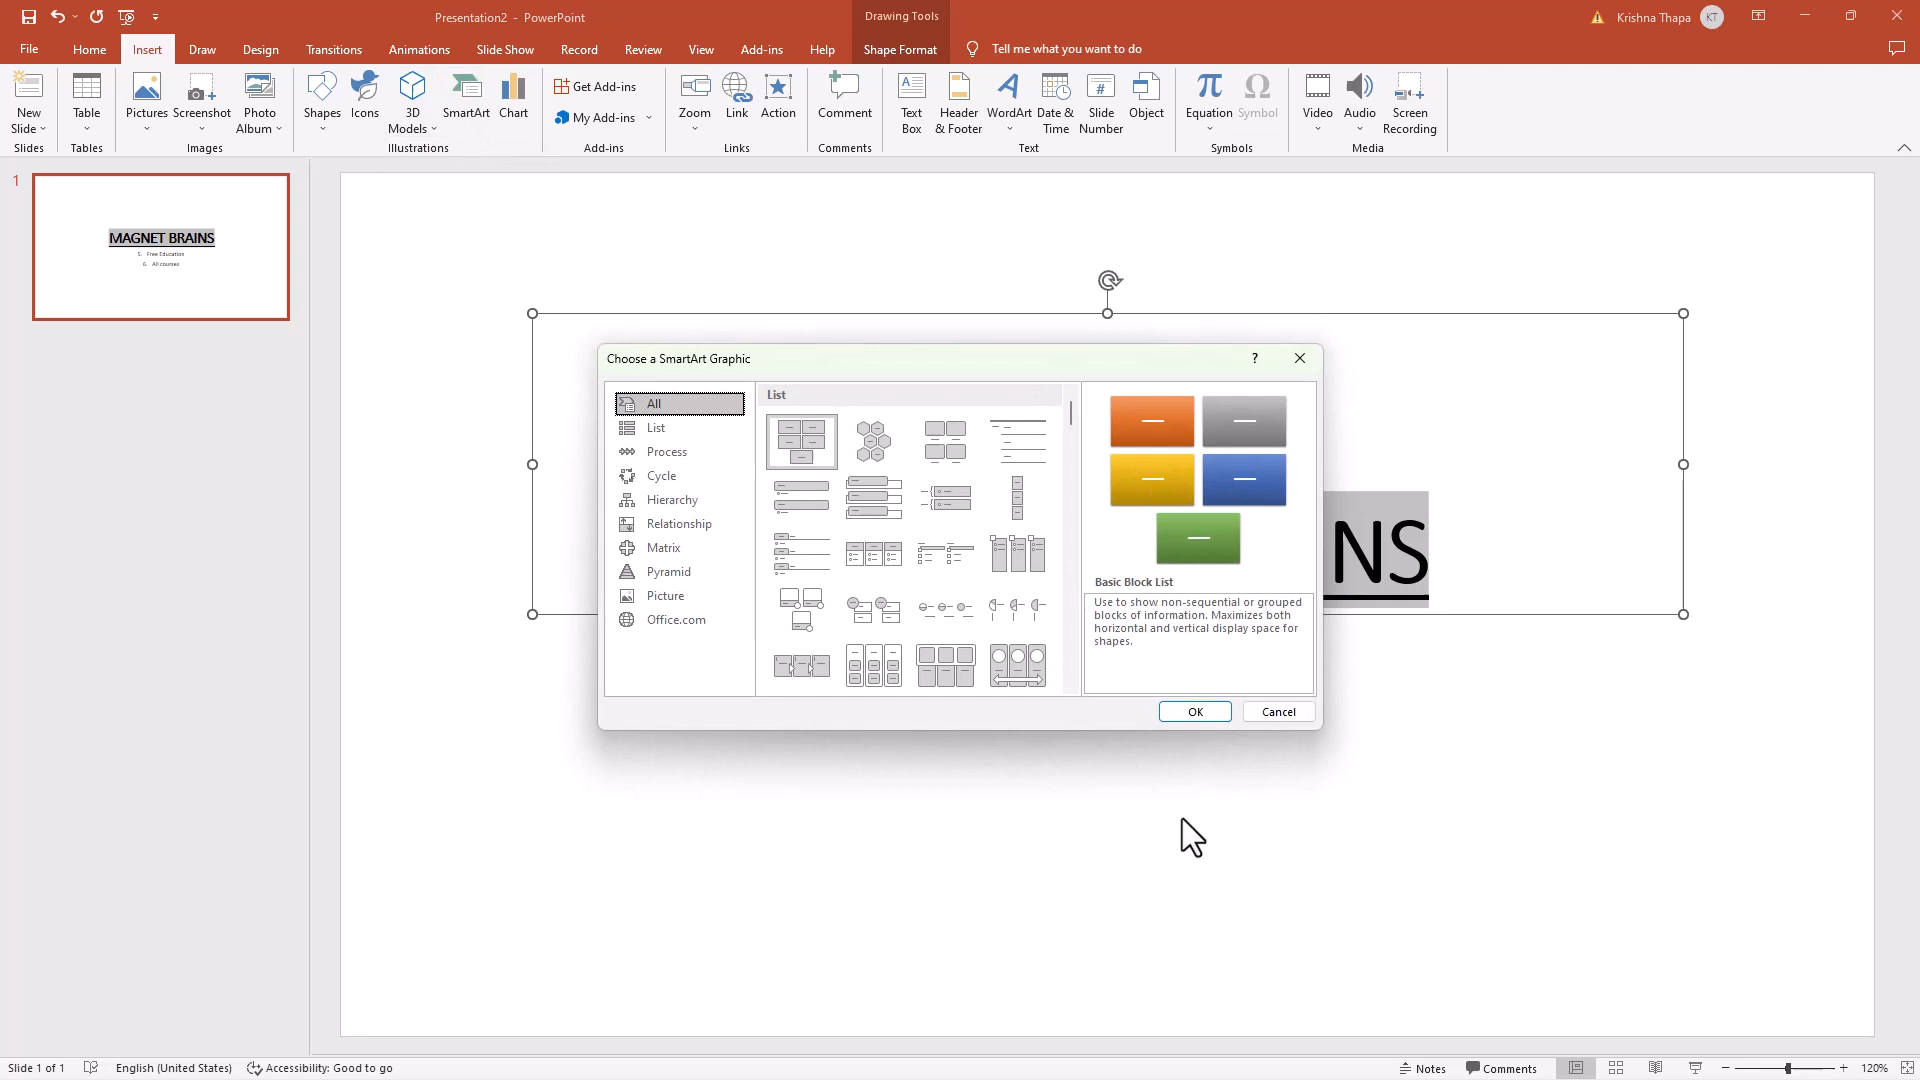 Presentation2 - PowerPoint
Drawing Tools
Krishna Thapa KT
File Home Insert Draw Design Transitions Animations Slide Show Record Review View Add-ins Help Shape Format Tell me what you want to do
New Slide
Table
Pictures
Screenshot
Photo Album
Shapes
Icons
3D Models
SmartArt
Chart
Get Add-ins
My Add-ins
Zoom
Link
Action
Comment
Text Box
Header & Footer
WordArt
Date & Time
Slide Number
Object
Equation
Symbol
Video
Audio
Screen Recording
Slides Tables Images Illustrations Add-ins Links Comments Text Symbols Media
1
MAGNET BRAINS
5. Free Education
6. All courses
Choose a SmartArt Graphic ?
All
List
Process
Cycle
Hierarchy
Relationship
Matrix
Pyramid
Picture
Office.com
List
Basic Block List
Use to show non-sequential or grouped
blocks of information. Maximizes both
horizontal and vertical display space for
shapes.
OK Cancel
NS
Slide 1 of 1 English (United States) Accessibility: Good to go Notes Comments 120%